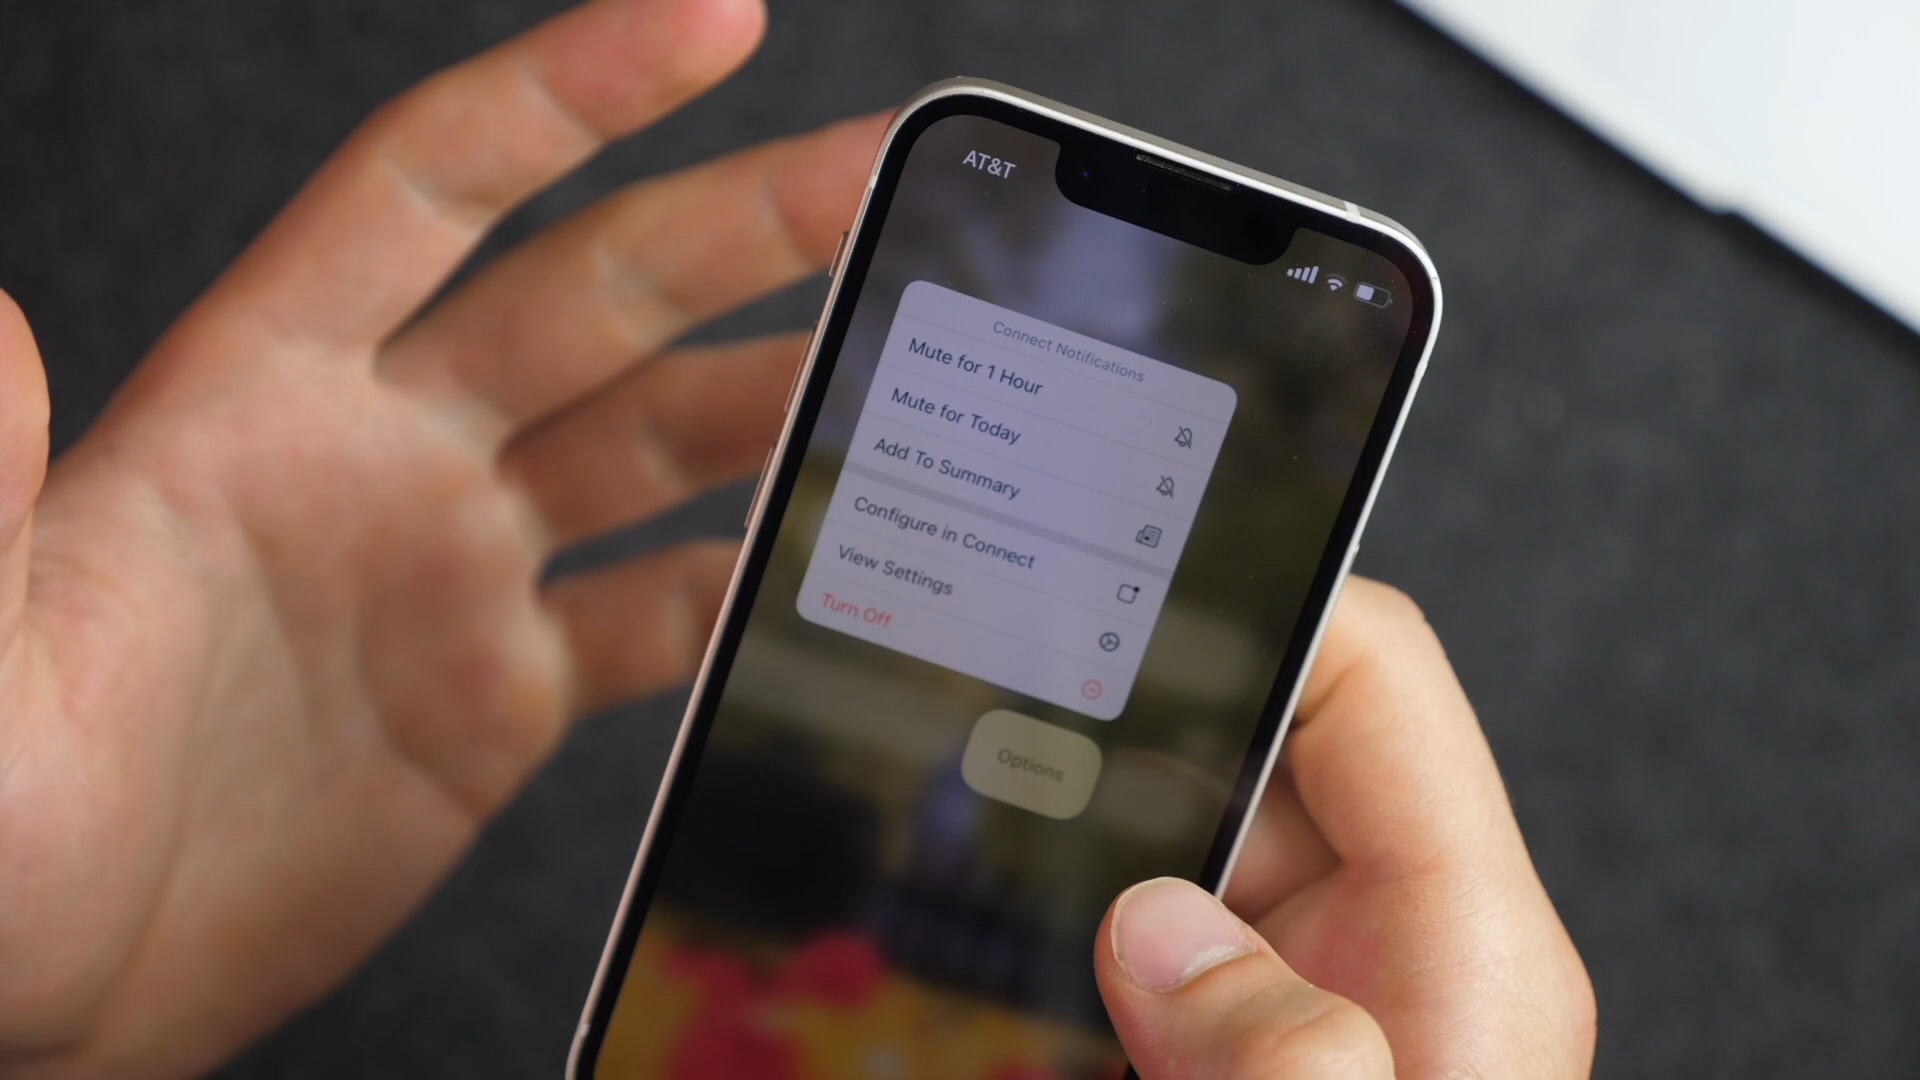 AT&T
Connect Notifications
Mute for 1 Hour
Mute for Today
Add To Summary
Configure in Connect
View Settings
Turn Off
Options